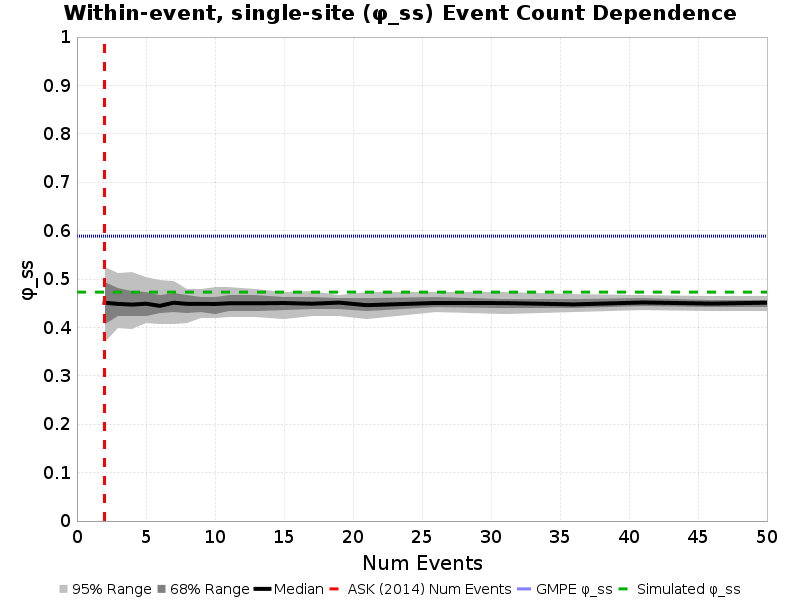 Within-event, single-site (φ_ss) Event Count Dependence
1
0.9
0.8
0.7
0.6
0.5
0.4
0.3
0.2
0.1
0
φ_ss
0 5 10 15 20 25 30 35 40 45 50
Num Events
95% Range 68% Range Median ASK (2014) Num Events GMPE φ_ss Simulated φ_ss